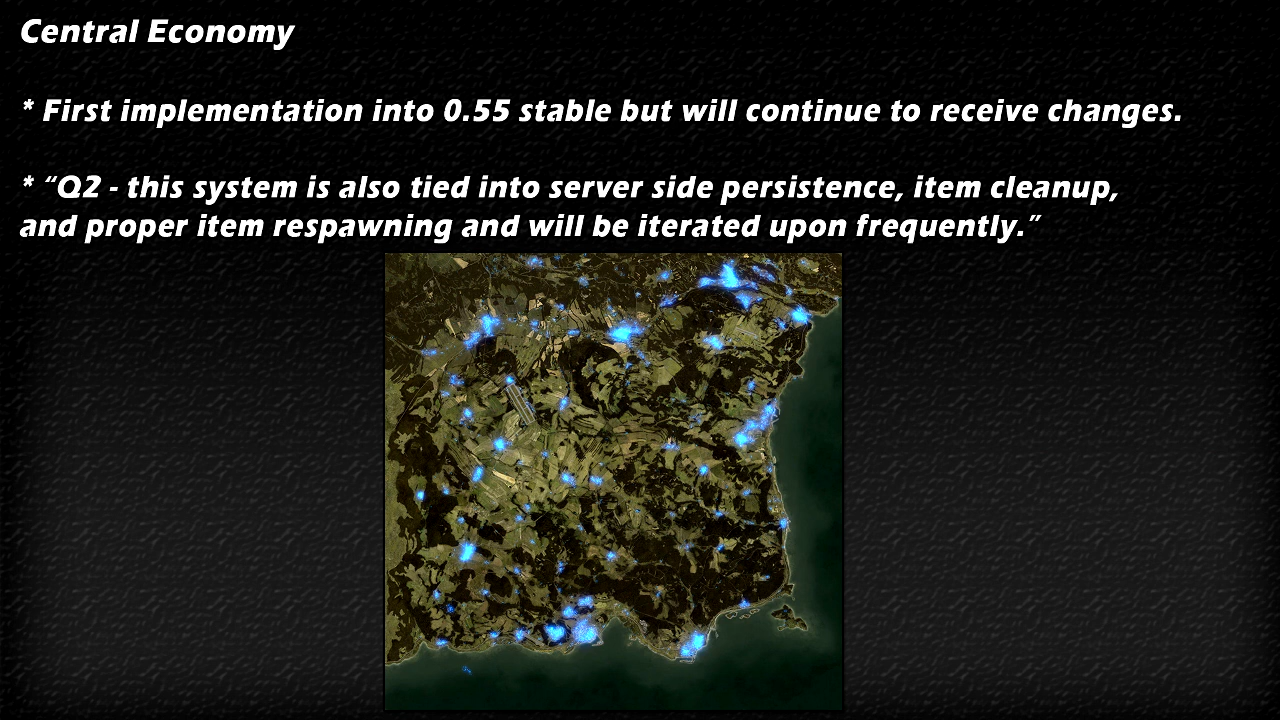 Central Economy
* First implementation into 0.55 stable but will continue to receive changes.
* “Q2 - this system is also tied into server side persistence, item cleanup,
and proper item respawning and will be iterated upon frequently.”